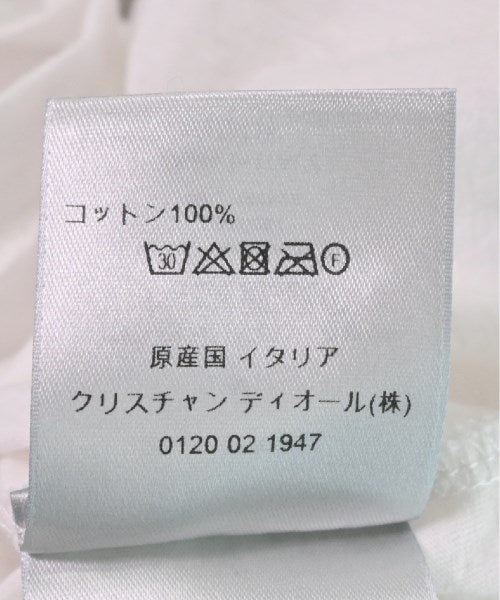 コットン100%
30 F
原産国 イタリア
クリスチャン ディオール(株)
0120 02 1947